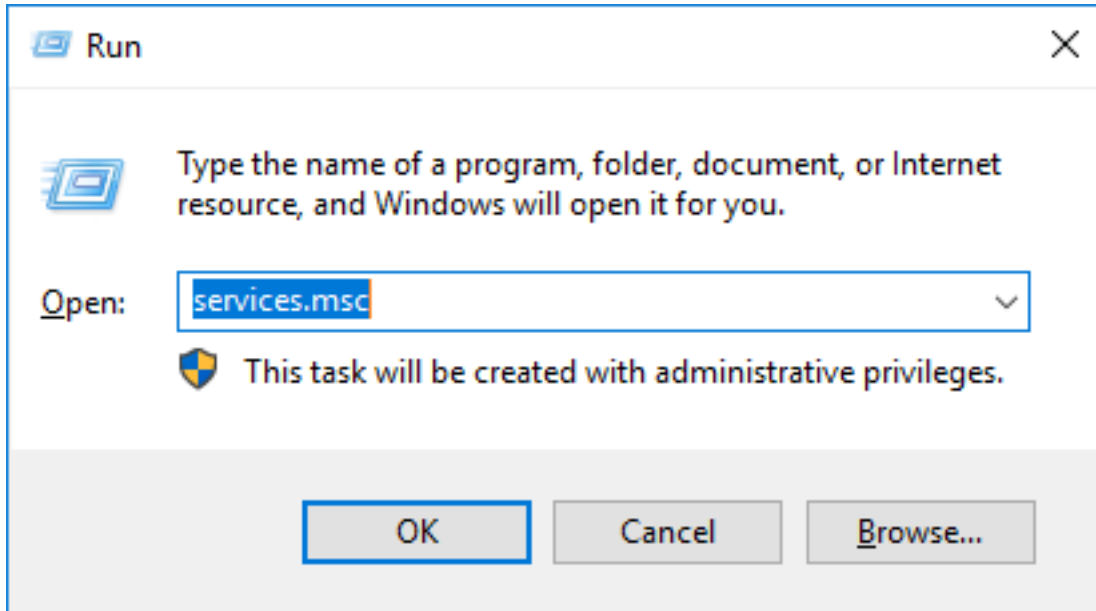 Run
Type the name of a program, folder, document, or Internet
resource, and Windows will open it for you.
Open: services.msc
This task will be created with administrative privileges.
OK Cancel Browse...